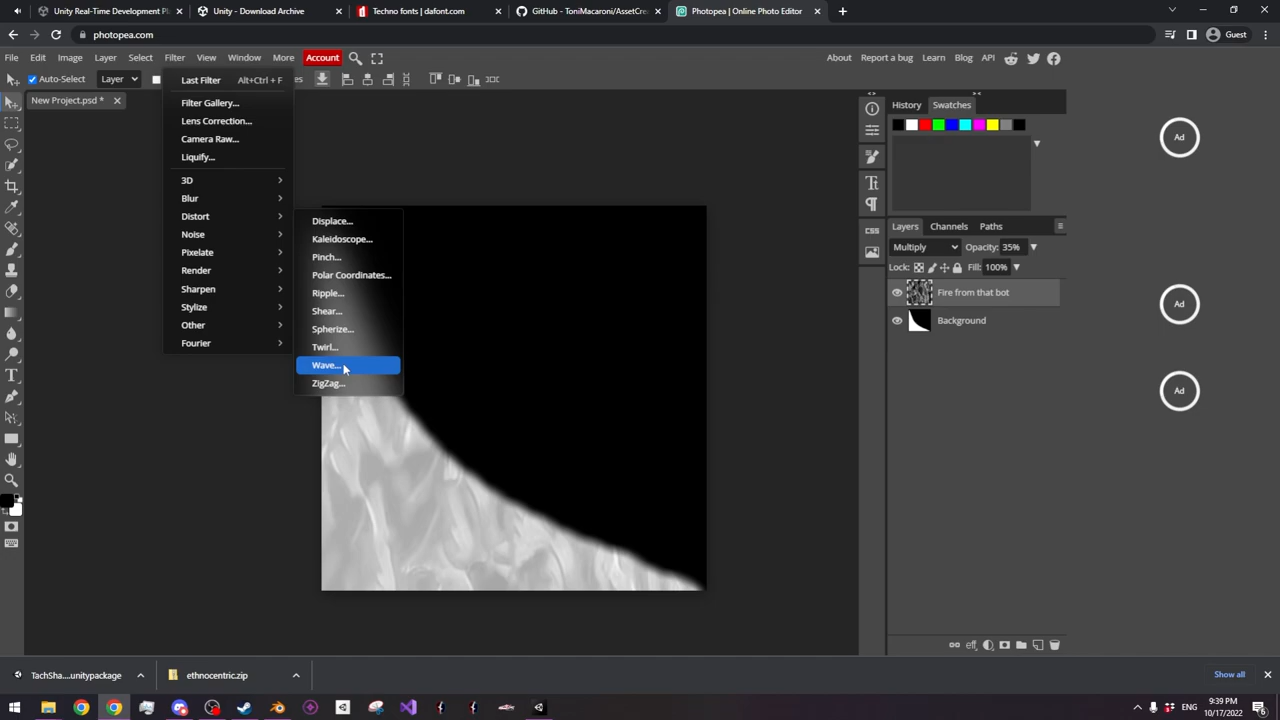 Unity Real-Time Development Pl
Unity - Download Archive
Techno fonts | dafont.com
GitHub - ToniMacaroni/AssetCrea
Photopea | Online Photo Editor
photopea.com
Guest
File Edit Image Layer Select Filter View Window More Account
About Report a bug Learn Blog API
Auto-Select Layer
New Project.psd *
Last Filter Alt+Ctrl + F
Filter Gallery...
Lens Correction...
Camera Raw...
Liquify...
3D
Blur
Distort
Noise
Pixelate
Render
Sharpen
Stylize
Other
Fourier
Displace...
Kaleidoscope...
Pinch...
Polar Coordinates...
Ripple...
Shear...
Spherize...
Twirl...
Wave...
ZigZag...
History Swatches
CSS
Layers Channels Paths
Multiply Opacity: 35%
Lock: Fill: 100%
Fire from that bot
Background
eff
Ad
Ad
Ad
TachSha....unitypackage
ethnocentric.zip
Show all
ENG
9:39 PM
10/17/2022